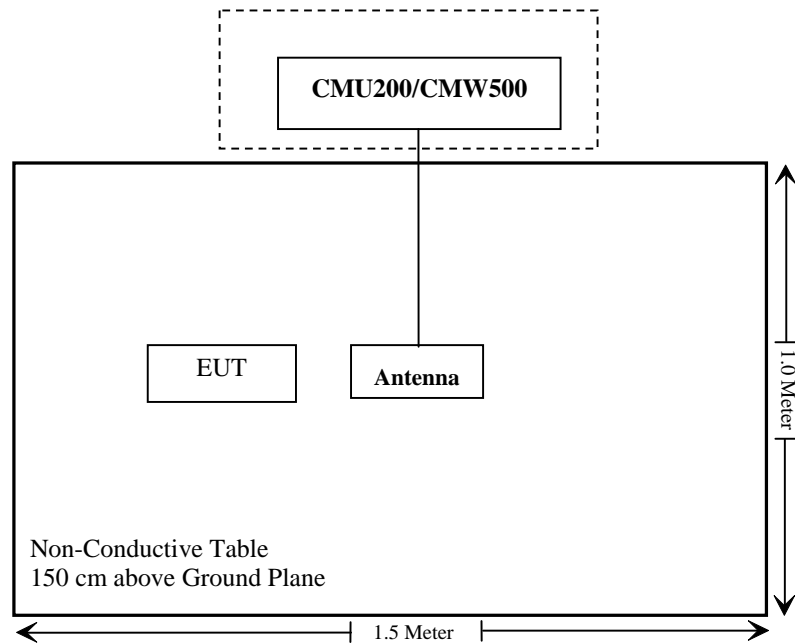 CMU200/CMW500
EUT
Antenna
1.0 Meter
Non-Conductive Table
150 cm above Ground Plane
1.5 Meter